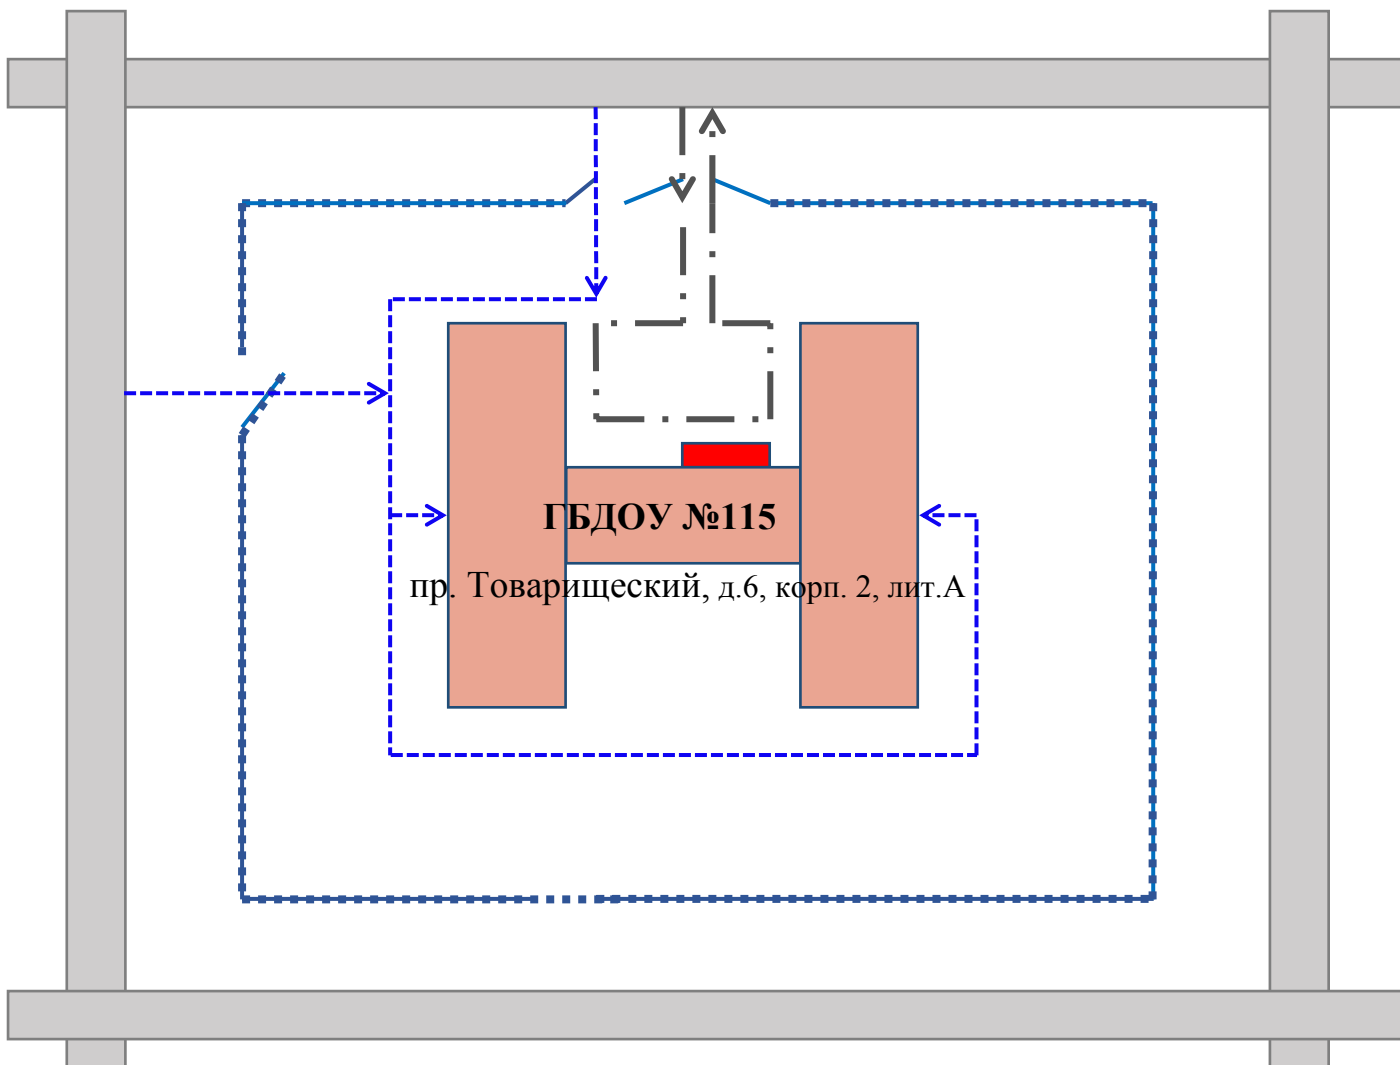 ГБДОУ №115
пр. Товарищеский, д.6, корп. 2, лит.А